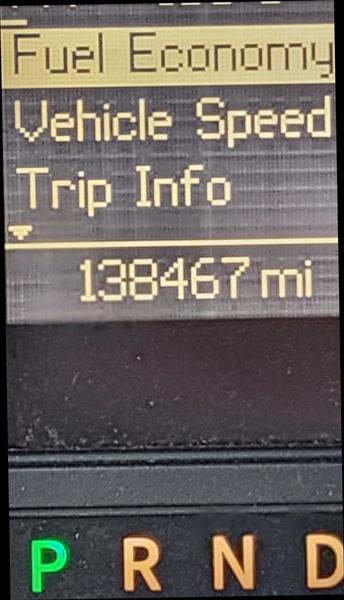 Fuel Economy
Vehicle Speed
Trip Info
138467 mi
P R N D